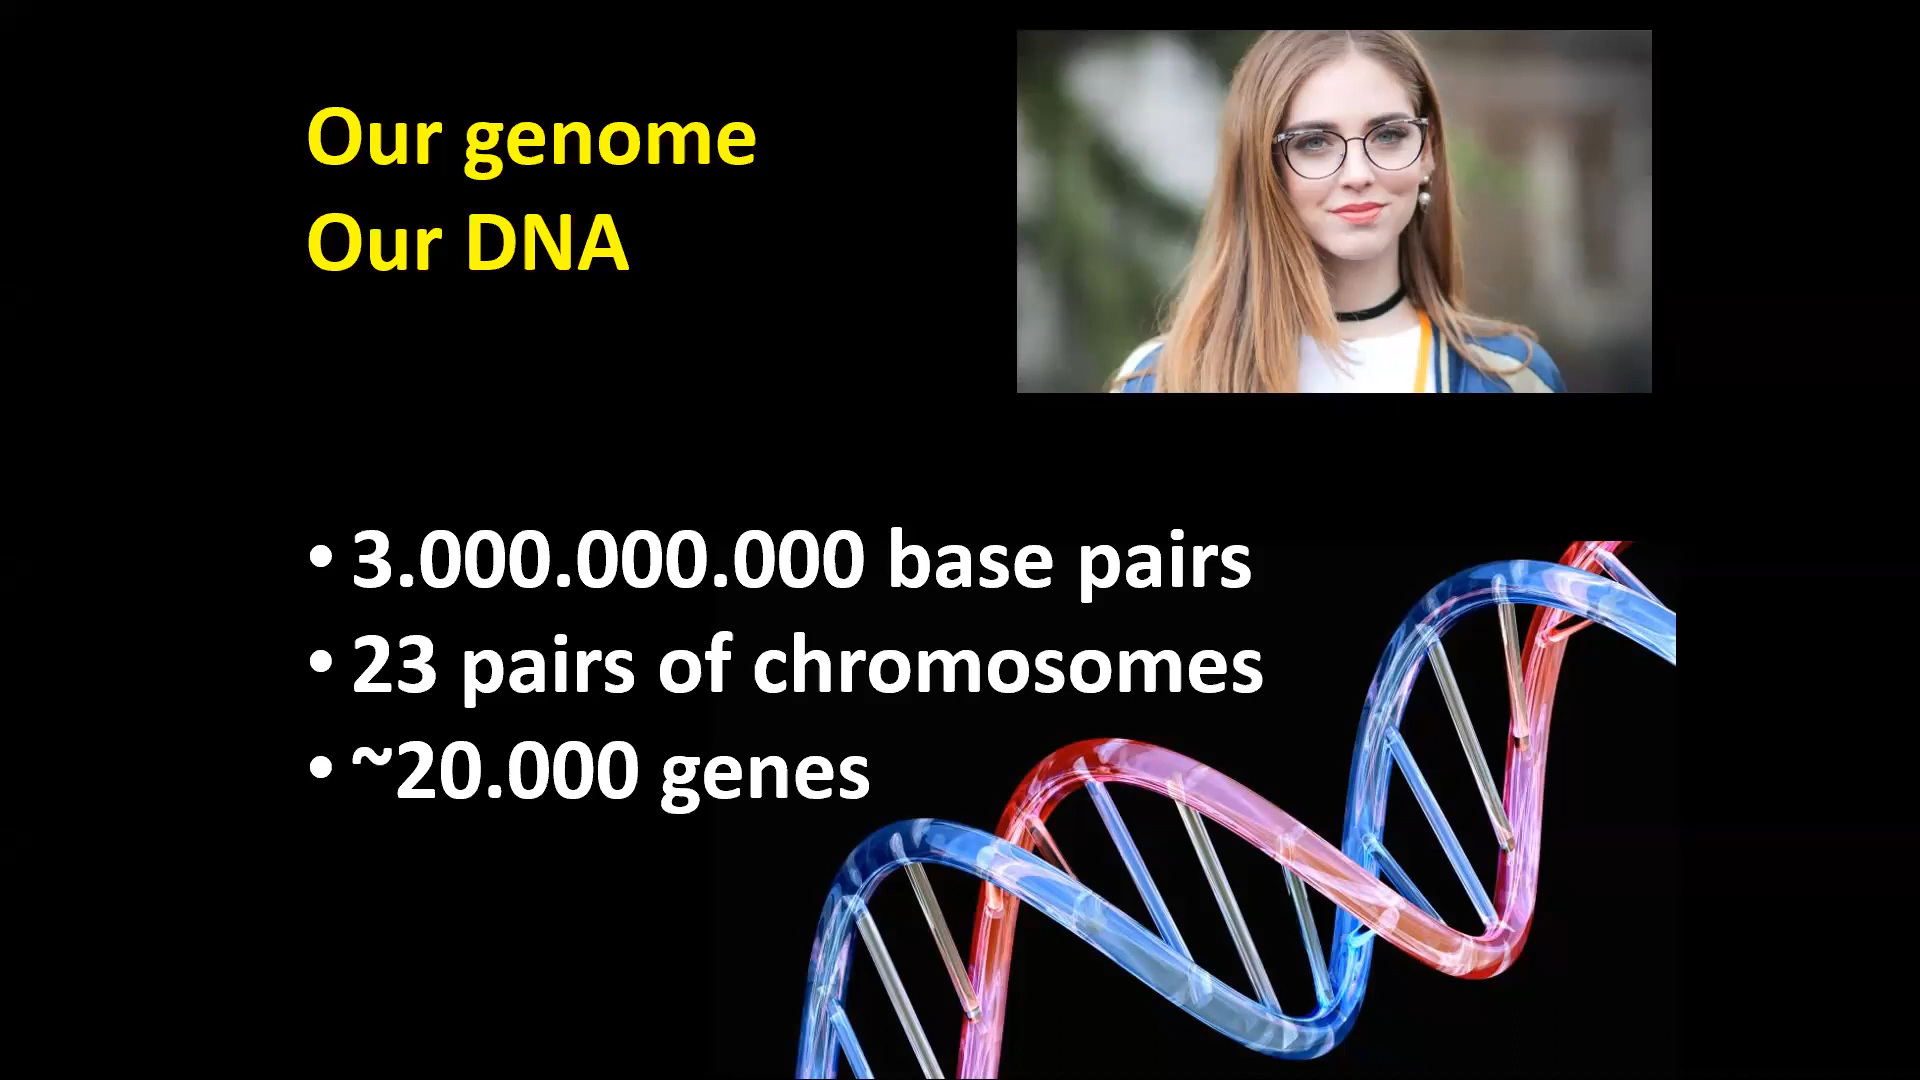 Our genome
Our DNA
• 3.000.000.000 base pairs
• 23 pairs of chromosomes
• ~20.000 genes